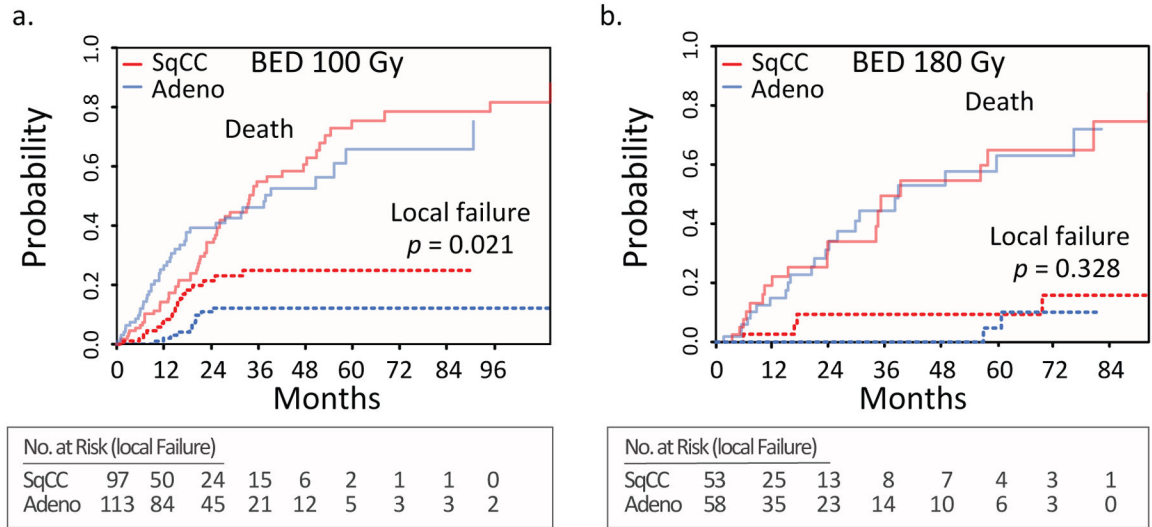 a.
BED 100 Gy
SqCC
Adeno
Death
Local failure
p = 0.021
Probability
0.0 0.2 0.4 0.6 0.8 1.0
0 12 24 36 48 60 72 84 96
Months
No. at Risk (local Failure)
SqCC 97 50 24 15 6 2 1 1 0
Adeno 113 84 45 21 12 5 3 3 2
b.
BED 180 Gy
SqCC
Adeno
Death
Local failure
p = 0.328
Probability
0.0 0.2 0.4 0.6 0.8 1.0
0 12 24 36 48 60 72 84
Months
No. at Risk (local Failure)
SqCC 53 25 13 8 7 4 3 1
Adeno 58 35 23 14 10 6 3 0